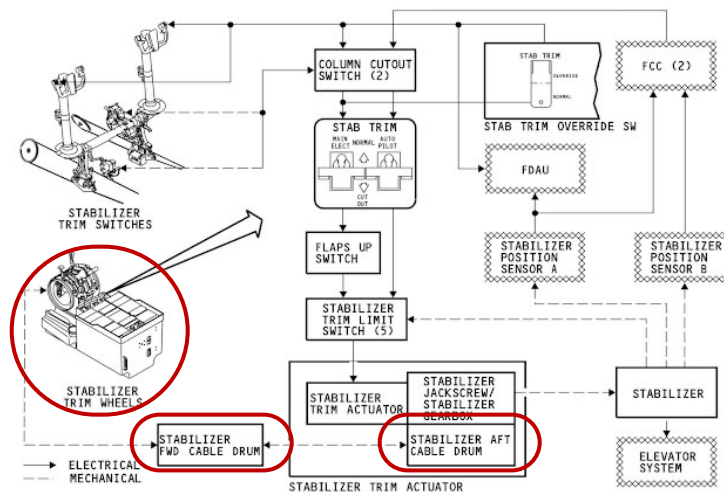 COLUMN CUTOUT
SWITCH (2)
STAB TRIM
OVERRIDE
NORMAL
STAB TRIM OVERRIDE SW
FCC (2)
STAB TRIM
MAIN
ELECT
NORMAL
AUTO
PILOT
CUT
OUT
FDAU
STABILIZER
TRIM SWITCHES
FLAPS UP
SWITCH
STABILIZER
POSITION
SENSOR A
STABILIZER
POSITION
SENSOR B
STABILIZER
TRIM LIMIT
SWITCH (5)
STABILIZER
TRIM WHEELS
STABILIZER
TRIM ACTUATOR
STABILIZER
JACKSCREW/
STABILIZER
GEARBOX
STABILIZER
STABILIZER
FWD CABLE DRUM
STABILIZER AFT
CABLE DRUM
ELEVATOR
SYSTEM
ELECTRICAL
MECHANICAL
STABILIZER TRIM ACTUATOR